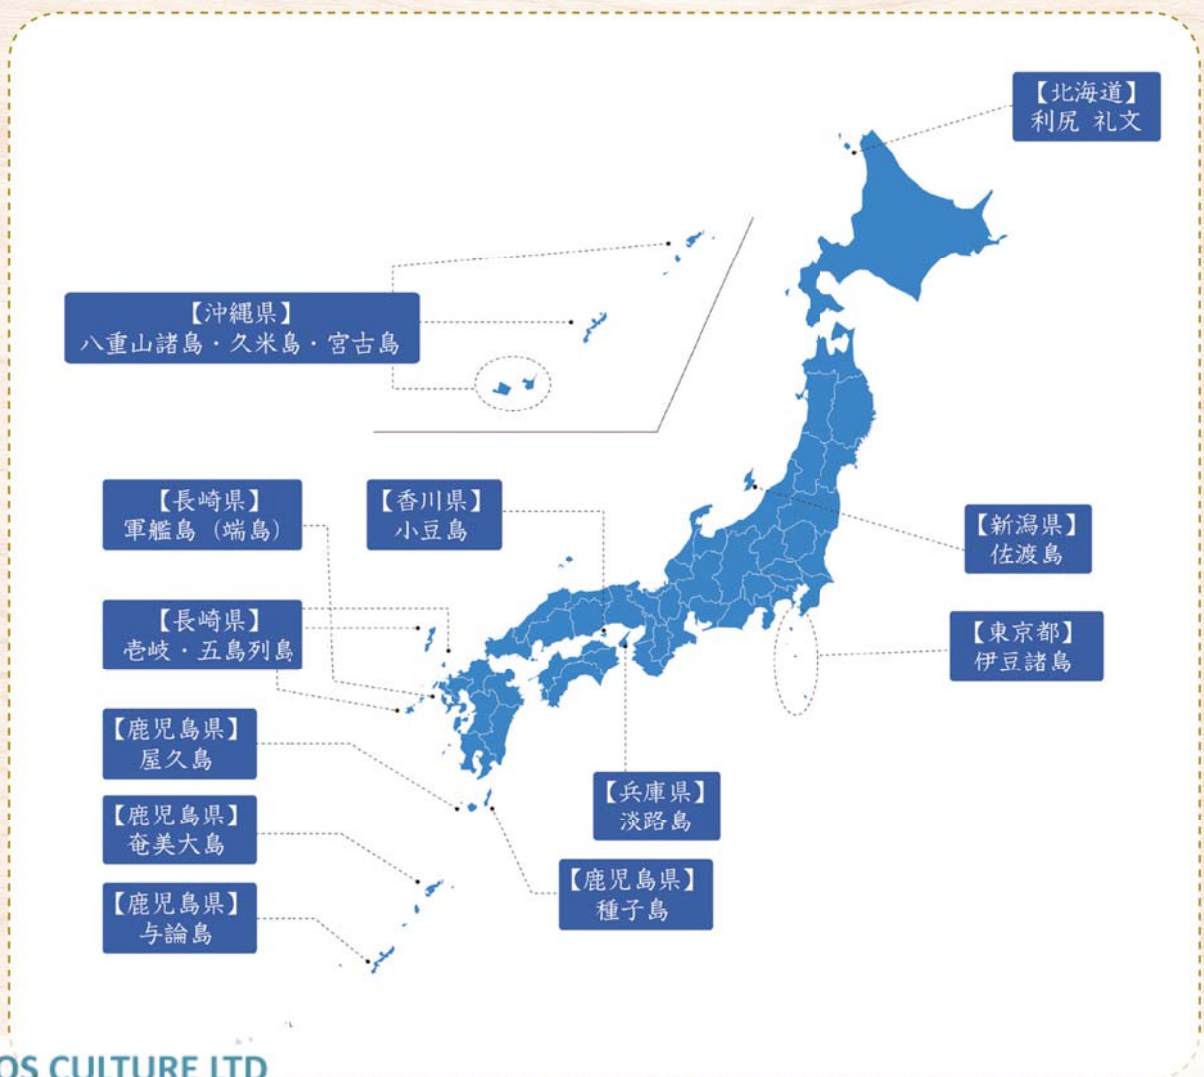 【北海道】
利尻 礼文
【沖縄県】
八重山諸島・久米島・宮古島
【長崎県】
軍艦島（端島）
【香川県】
小豆島
【新潟県】
佐渡島
【長崎県】
壱岐・五島列島
【東京都】
伊豆諸島
【鹿児島県】
屋久島
【兵庫県】
淡路島
【鹿児島県】
奄美大島
【鹿児島県】
種子島
【鹿児島県】
与論島
OS CULTURE LTD